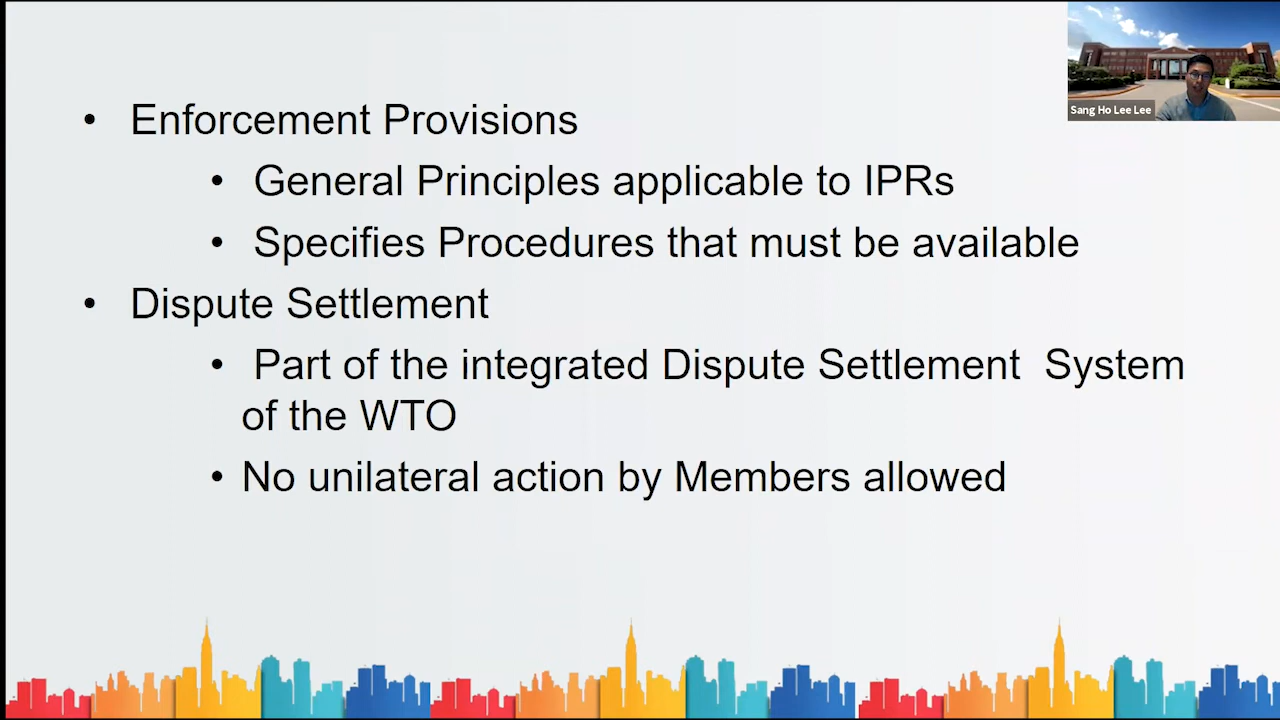 • Enforcement Provisions
• General Principles applicable to IPRs
• Specifies Procedures that must be available
• Dispute Settlement
• Part of the integrated Dispute Settlement System
of the WTO
• No unilateral action by Members allowed
Sang Ho Lee Lee